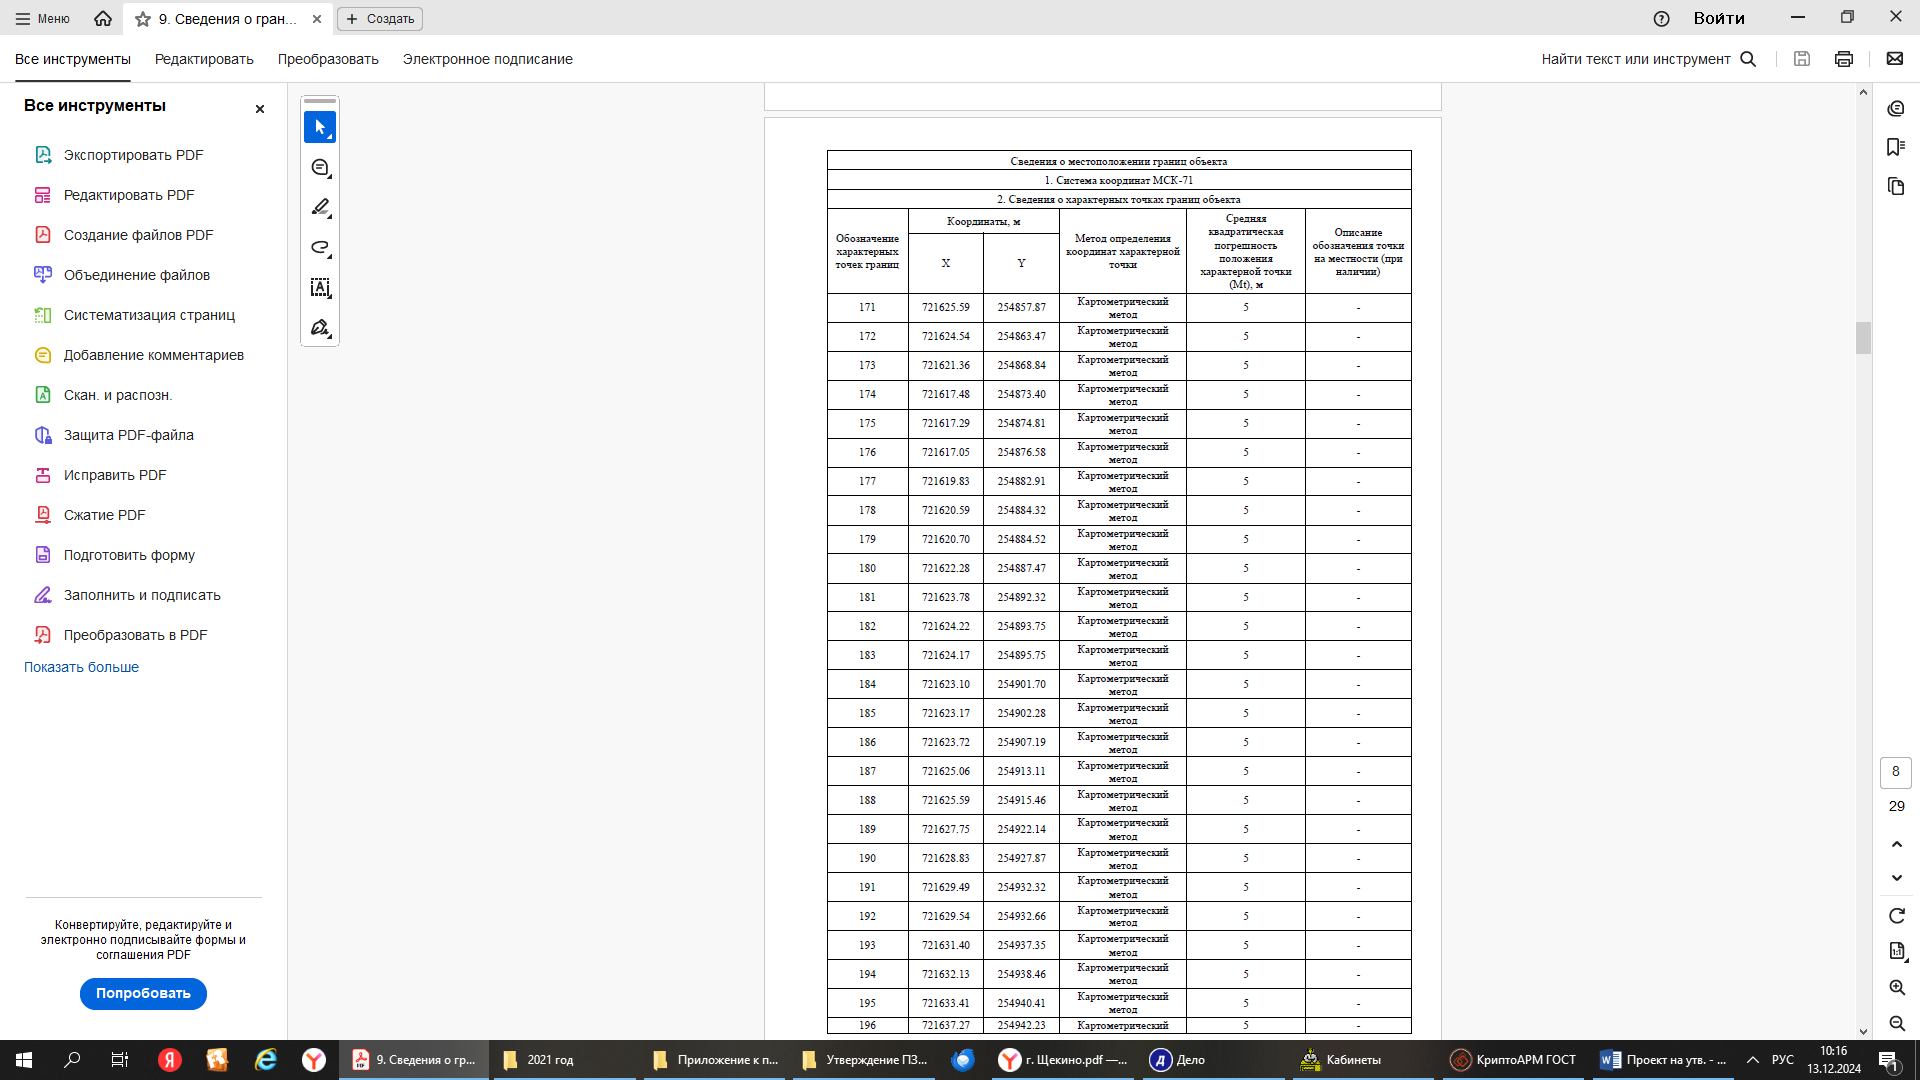 Меню
9. Сведения о гран...
Создать
Войти
Все инструменты
Редактировать
Преобразовать
Электронное подписание
Найти текст или инструмент
Все инструменты
Экспортировать PDF
Редактировать PDF
Создание файлов PDF
Объединение файлов
Систематизация страниц
Добавление комментариев
Скан. и распозн.
Защита PDF-файла
Исправить PDF
Сжатие PDF
Подготовить форму
Заполнить и подписать
Преобразовать в PDF
Показать больше
Конвертируйте, редактируйте и
электронно подписывайте формы и
соглашения PDF
Попробовать
Сведения о местоположении границ объекта
1. Система координат МСК-71
2. Сведения о характерных точках границ объекта
Обозначение характерных точек границ
Координаты, м
X
Y
Метод определения координат характерной точки
Средняя квадратическая погрешность положения характерной точки (Mt), м
Описание обозначения точки на местности (при наличии)
171 721625.59 254857.87 Картометрический метод 5 -
172 721624.54 254863.47 Картометрический метод 5 -
173 721621.36 254868.84 Картометрический метод 5 -
174 721617.48 254873.40 Картометрический метод 5 -
175 721617.29 254874.81 Картометрический метод 5 -
176 721617.05 254876.58 Картометрический метод 5 -
177 721619.83 254882.91 Картометрический метод 5 -
178 721620.59 254884.32 Картометрический метод 5 -
179 721620.70 254884.52 Картометрический метод 5 -
180 721622.28 254887.47 Картометрический метод 5 -
181 721623.78 254892.32 Картометрический метод 5 -
182 721624.22 254893.75 Картометрический метод 5 -
183 721624.17 254895.75 Картометрический метод 5 -
184 721623.10 254901.70 Картометрический метод 5 -
185 721623.17 254902.28 Картометрический метод 5 -
186 721623.72 254907.19 Картометрический метод 5 -
187 721625.06 254913.11 Картометрический метод 5 -
188 721625.59 254915.46 Картометрический метод 5 -
189 721627.75 254922.14 Картометрический метод 5 -
190 721628.83 254927.87 Картометрический метод 5 -
191 721629.49 254932.32 Картометрический метод 5 -
192 721629.54 254932.66 Картометрический метод 5 -
193 721631.40 254937.35 Картометрический метод 5 -
194 721632.13 254938.46 Картометрический метод 5 -
195 721633.41 254940.41 Картометрический метод 5 -
196 721637.27 254942.23 Картометрический 5 -
8
29
9. Сведения о гр...
2021 год
Приложение к п...
Утверждение ПЗ...
г. Щекино.pdf —...
Дело
Кабинеты
КриптоАРМ ГОСТ
Проект на утв. - ...
РУС
10:16
13.12.2024
1